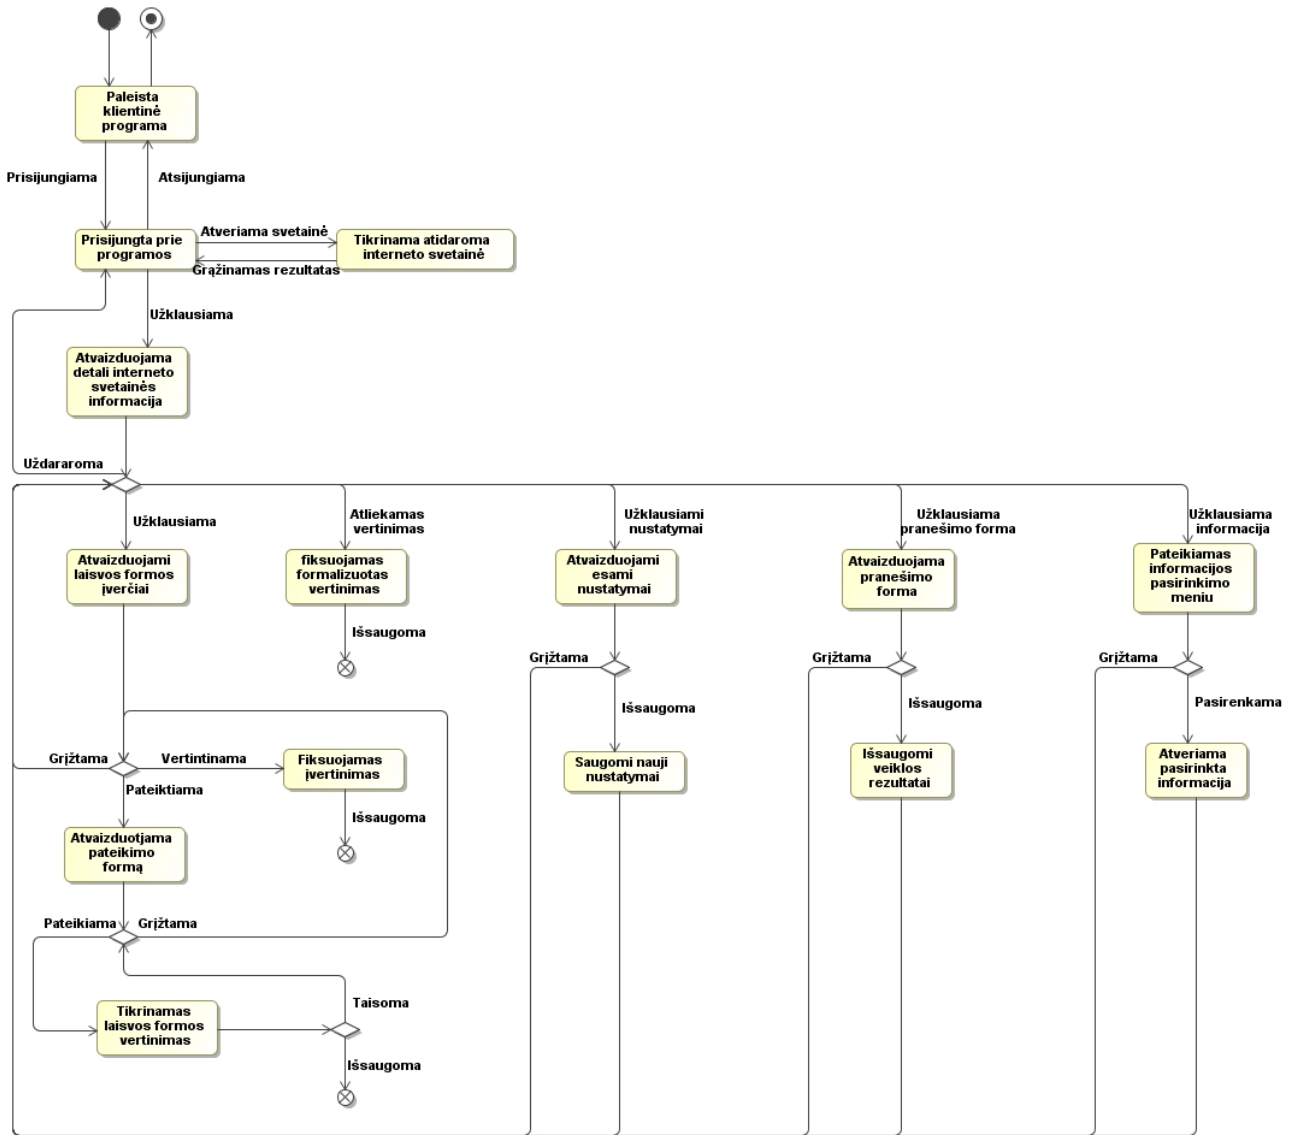 Paleista
klientinė
programa
Prisijungiama
Atsijungiama
Prisijungta prie
programos
Atveriama svetainė
Grąžinamas rezultatas
Tikrinama atidaroma
interneto svetainė
Užklausiama
Atvaizduojama
detali interneto
svetainės
informacija
Uždararoma
Užklausiama
Atliekamas
vertinimas
Užklausiami
nustatymai
Užklausiama
pranešimo forma
Užklausiama
informacija
Atvaizduojami
laisvos formos
įverčiai
fiksuojamas
formalizuotas
vertinimas
Atvaizduojami
esami
nustatymai
Atvaizduojama
pranešimo
forma
Pateikiamas
informacijos
pasirinkimo
meniu
Išsaugoma
Grįžtama
Grįžtama
Grįžtama
Išsaugoma
Išsaugoma
Pasirenkama
Grįžtama
Vertintinama
Fiksuojamas
įvertinimas
Saugomi nauji
nustatymai
Išsaugomi
veiklos
rezultatai
Atveriama
pasirinkta
informacija
Pateiktiama
Išsaugoma
Atvaizduotjama
pateikimo
formą
Pateikiama
Grįžtama
Tikrinamas
laisvos formos
vertinimas
Taisoma
Išsaugoma